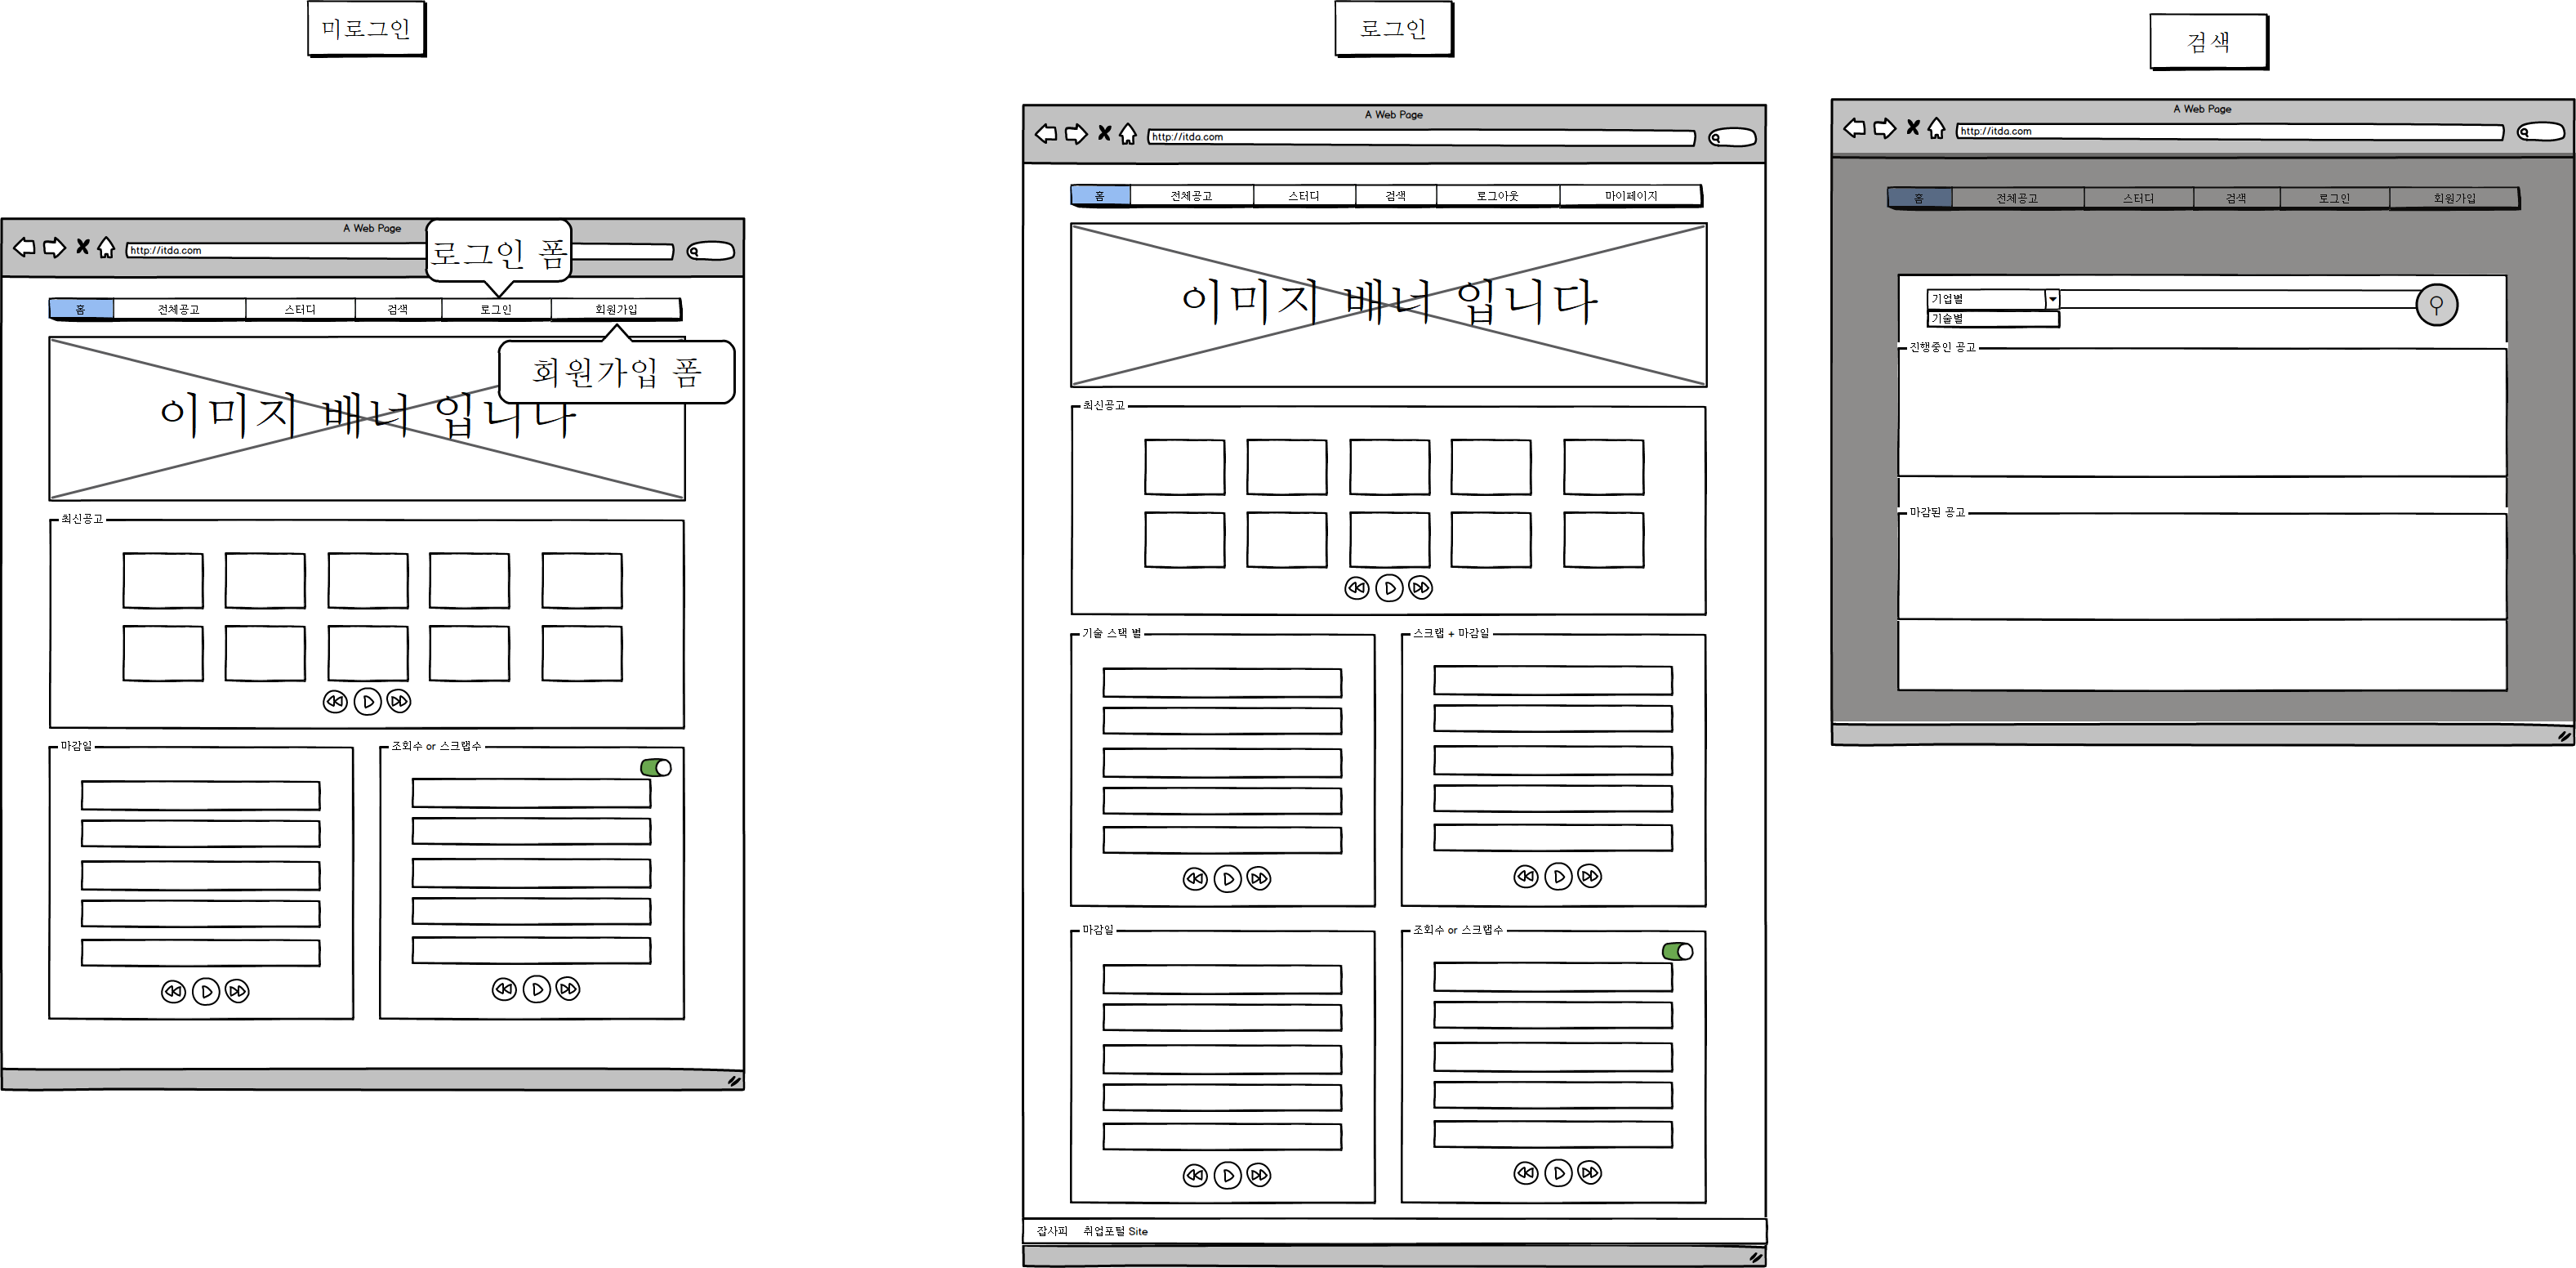 미로그인
A Web Page
http://itda.com
로그인 폼
홈 전체공고 스터디 검색 로그인 회원가입
회원가입 폼
이미지 배너 입니다
최신공고
마감일
조회수 or 스크랩수
로그인
A Web Page
http://itda.com
홈 전체공고 스터디 검색 로그아웃 마이페이지
이미지 배너 입니다
최신공고
기술 스택 별
스크랩 + 마감일
마감일
조회수 or 스크랩수
잡사피 취업포털 Site
검색
A Web Page
http://itda.com
홈 전체공고 스터디 검색 로그인 회원가입
기업별
기술별
진행중인 공고
마감된 공고